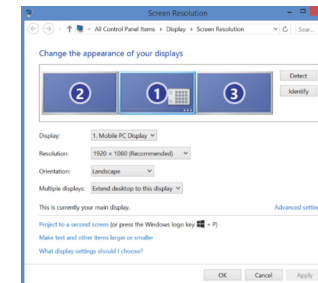 Screen Resolution
All Control Panel Items ▸ Display ▸ Screen Resolution
Sear...
Change the appearance of your displays
2 1 3
Detect
Identify
Display: 1. Mobile PC Display
Resolution: 1920 × 1080 (Recommended)
Orientation: Landscape
Multiple displays: Extend desktop to this display
This is currently your main display. Advanced settin
Project to a second screen (or press the Windows logo key + P)
Make text and other items larger or smaller
What display settings should I choose?
OK Cancel Apply